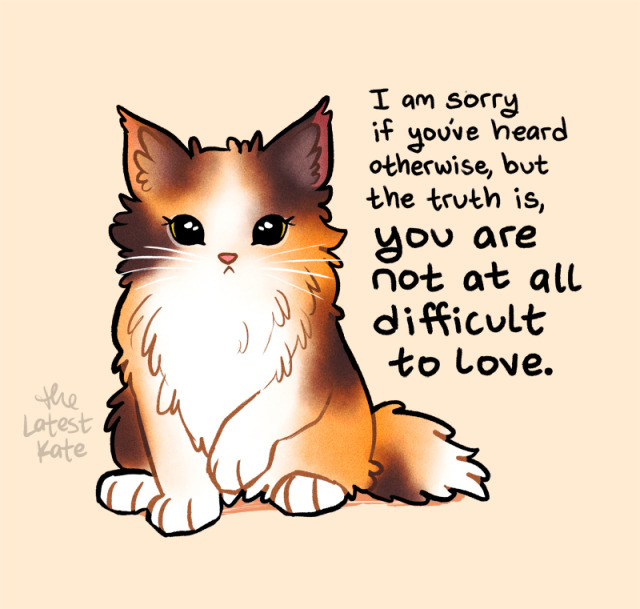 I am sorry
if you've heard
otherwise, but
the truth is,
you are
not at all
difficult
to love.
the
Latest
Kate